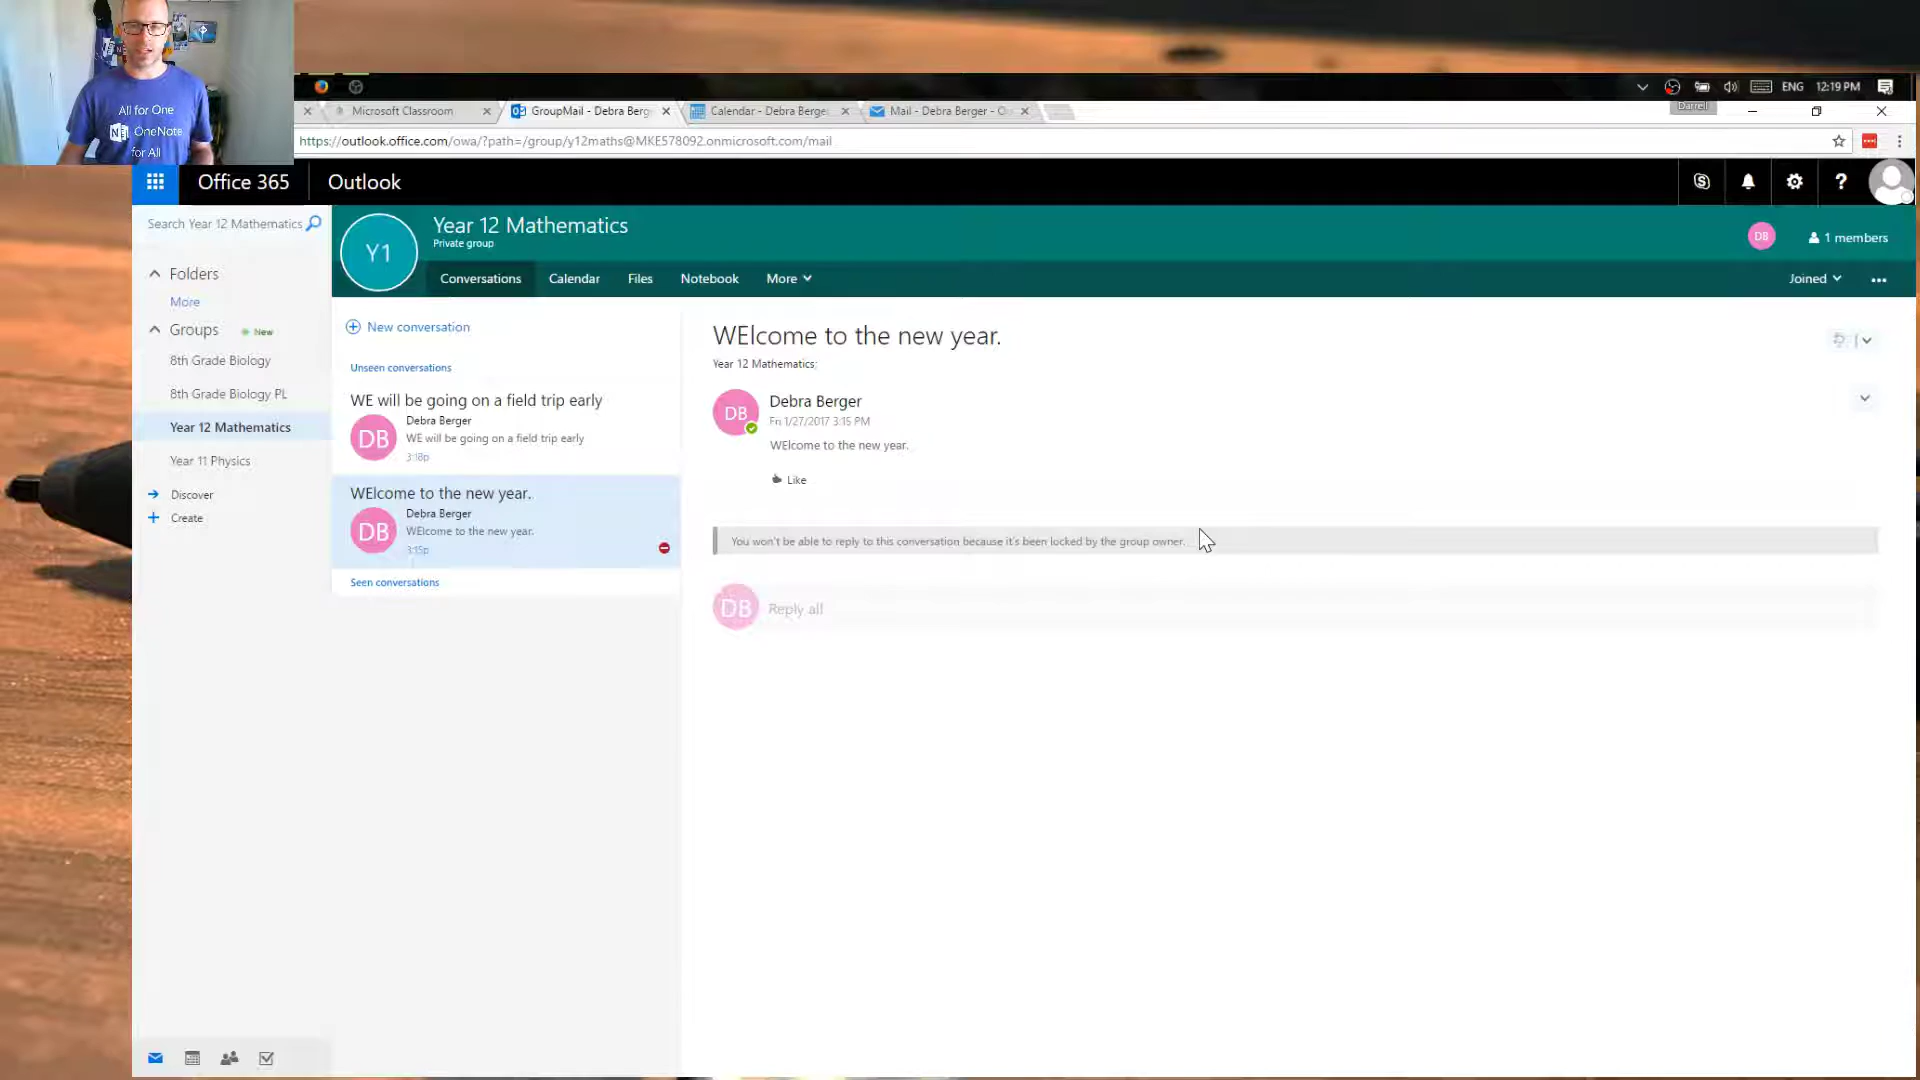 All for One
N OneNote
for All
ENG 12:19 PM
Darrell
Microsoft Classroom
GroupMail - Debra Berg
Calendar - Debra Berger
Mail - Debra Berger - O
https://outlook.office.com/owa/?path=/group/y12maths@MKE578092.onmicrosoft.com/mail
Office 365
Outlook
Search Year 12 Mathematics
Folders
More
Groups
New
8th Grade Biology
8th Grade Biology PL
Year 12 Mathematics
Year 11 Physics
Discover
Create
Y1
Year 12 Mathematics
Private group
DB
1 members
Conversations
Calendar
Files
Notebook
More
Joined
New conversation
Unseen conversations
WE will be going on a field trip early
DB
Debra Berger
WE will be going on a field trip early
3:18p
WElcome to the new year.
DB
Debra Berger
WElcome to the new year.
3:15p
Seen conversations
WElcome to the new year.
Year 12 Mathematics;
DB
Debra Berger
Fri 1/27/2017 3:15 PM
WElcome to the new year.
Like
You won't be able to reply to this conversation because it's been locked by the group owner.
DB
Reply all